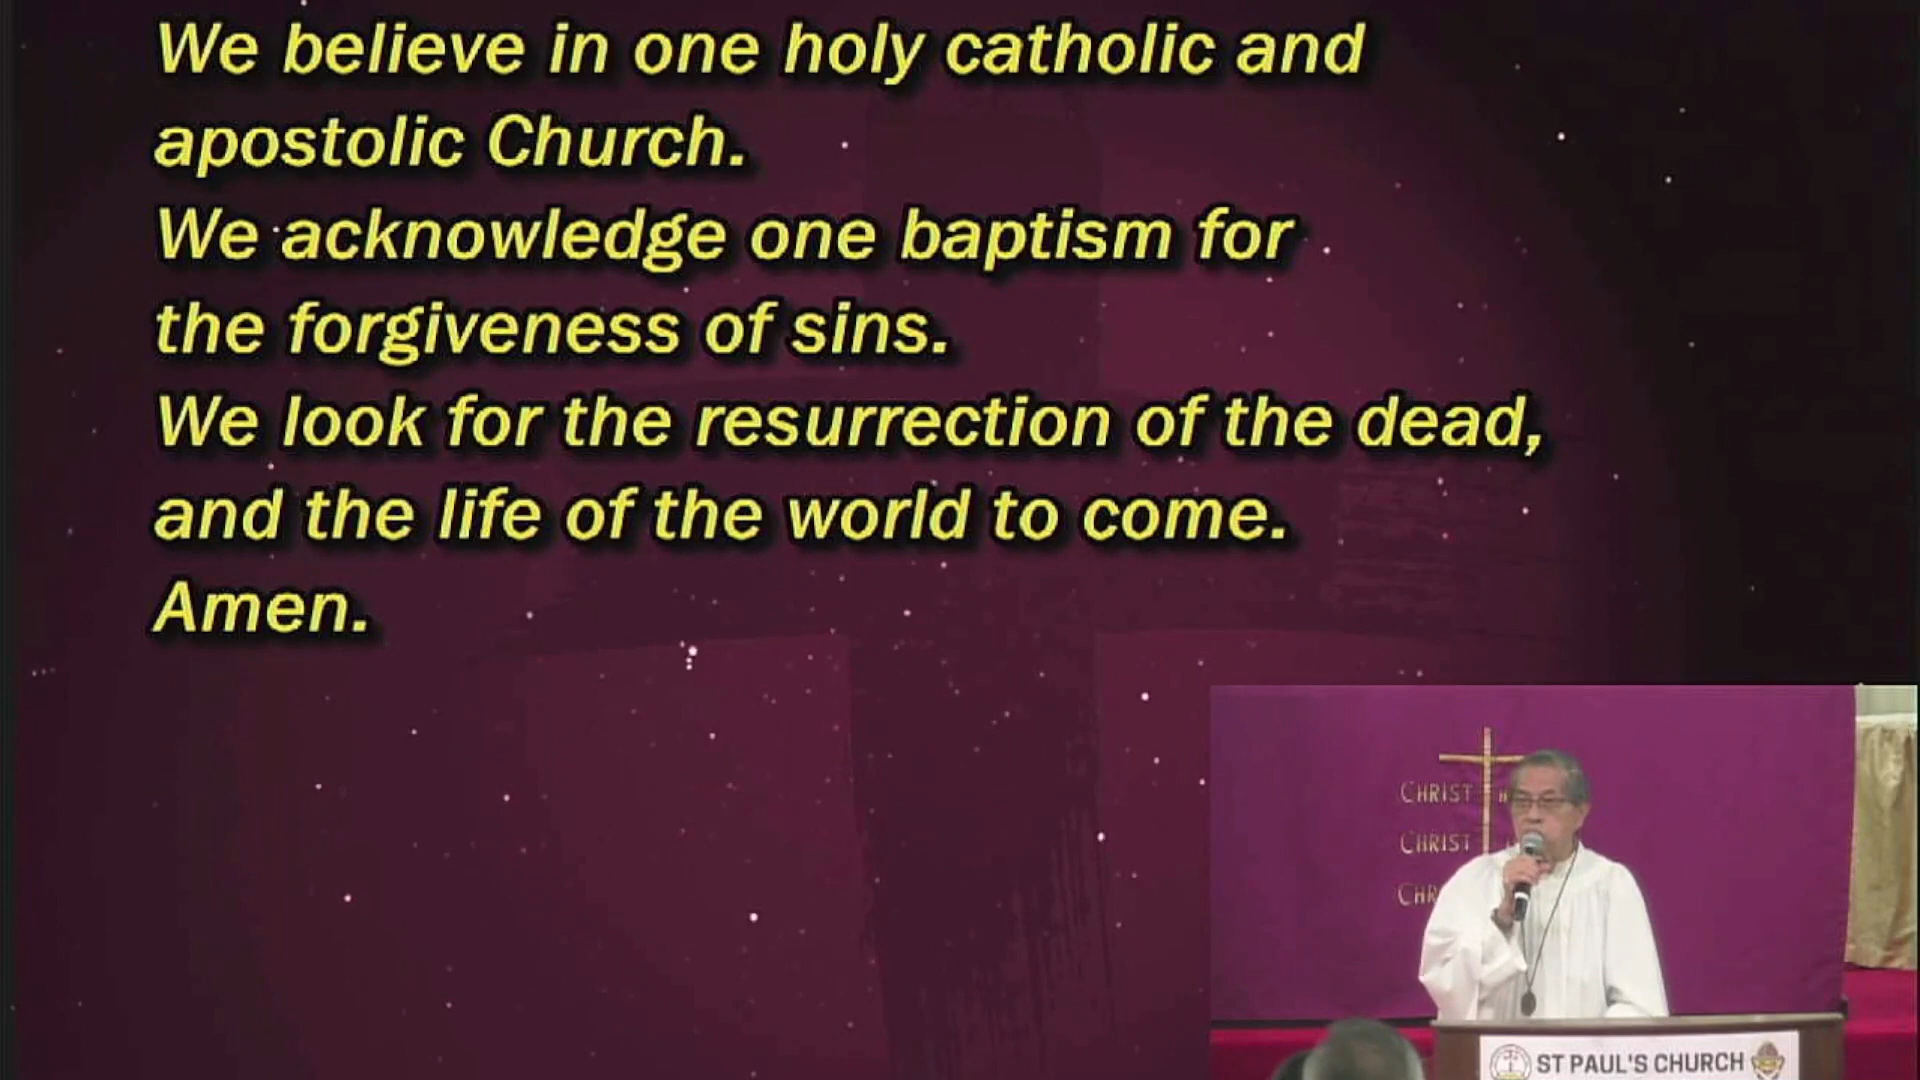 We believe in one holy catholic and
apostolic Church.
We acknowledge one baptism for
the forgiveness of sins.
We look for the resurrection of the dead,
and the life of the world to come.
Amen.
CHRIST
CHRIST
ST PAUL'S CHURCH